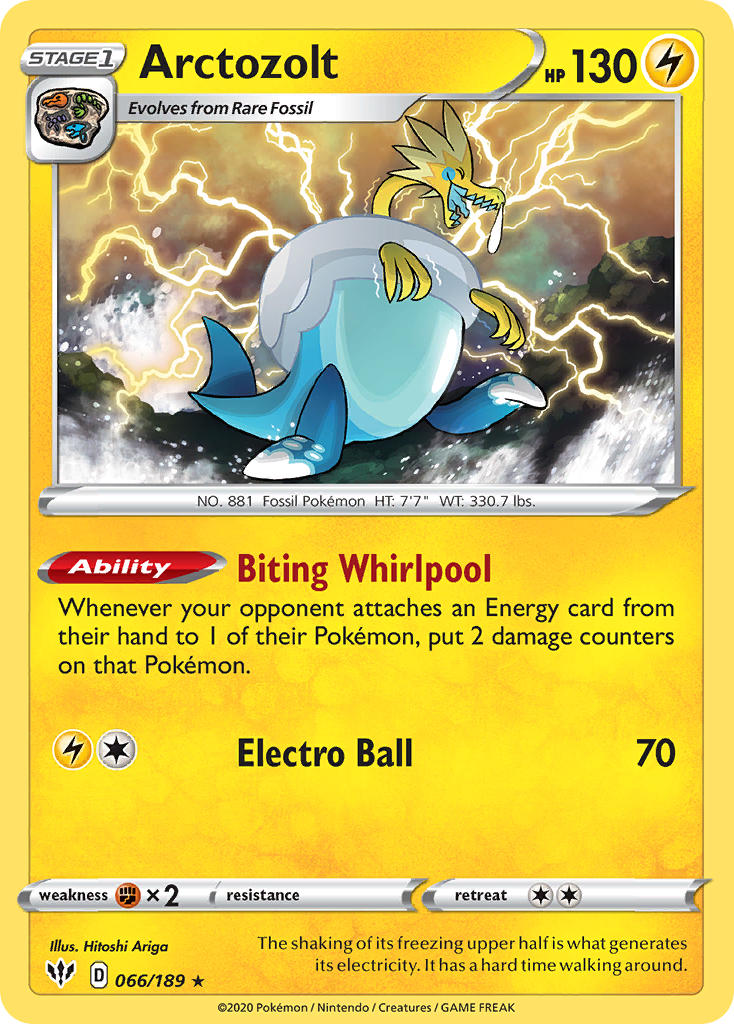 STAGE1
Arctozolt
HP 130
Evolves from Rare Fossil
NO. 881 Fossil Pokémon HT: 7'7" WT: 330.7 lbs.
Ability
Biting Whirlpool
Whenever your opponent attaches an Energy card from
their hand to 1 of their Pokémon, put 2 damage counters
on that Pokémon.
Electro Ball 70
weakness ×2 resistance retreat
Illus. Hitoshi Ariga
The shaking of its freezing upper half is what generates
its electricity. It has a hard time walking around.
D 066/189 ★
©2020 Pokémon / Nintendo / Creatures / GAME FREAK